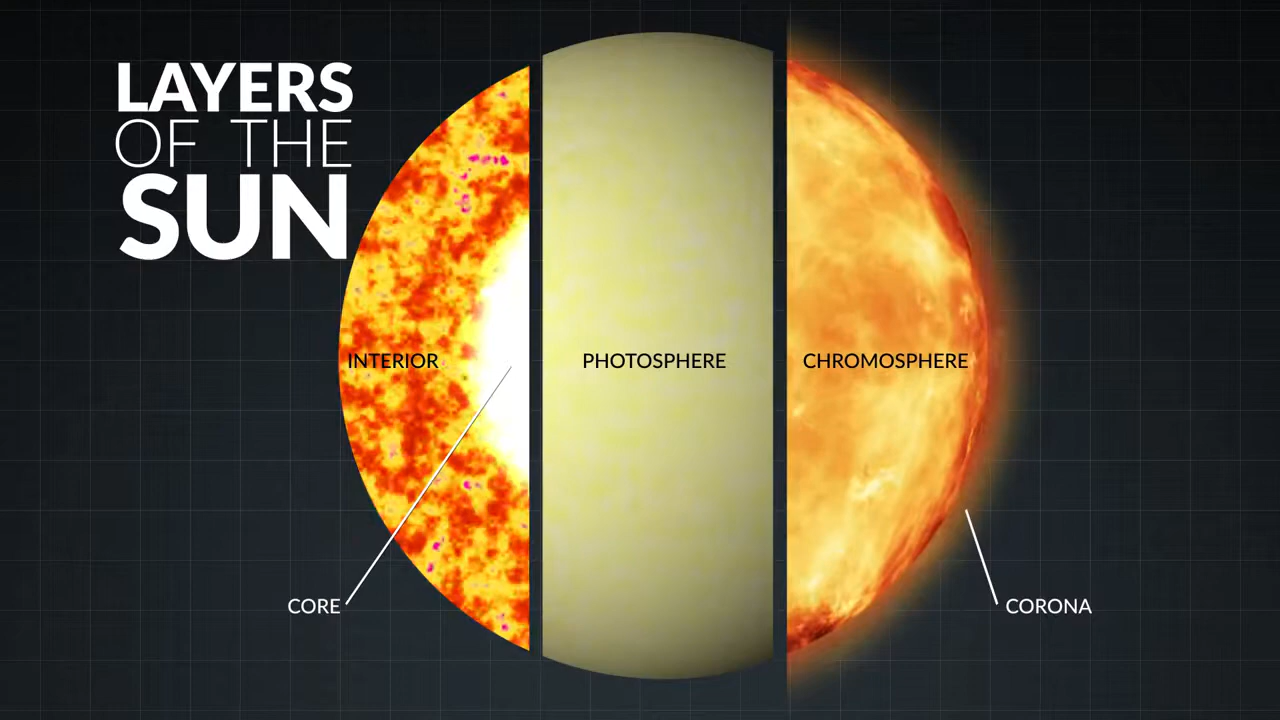 LAYERS
OF THE
SUN
INTERIOR
PHOTOSPHERE
CHROMOSPHERE
CORE
CORONA